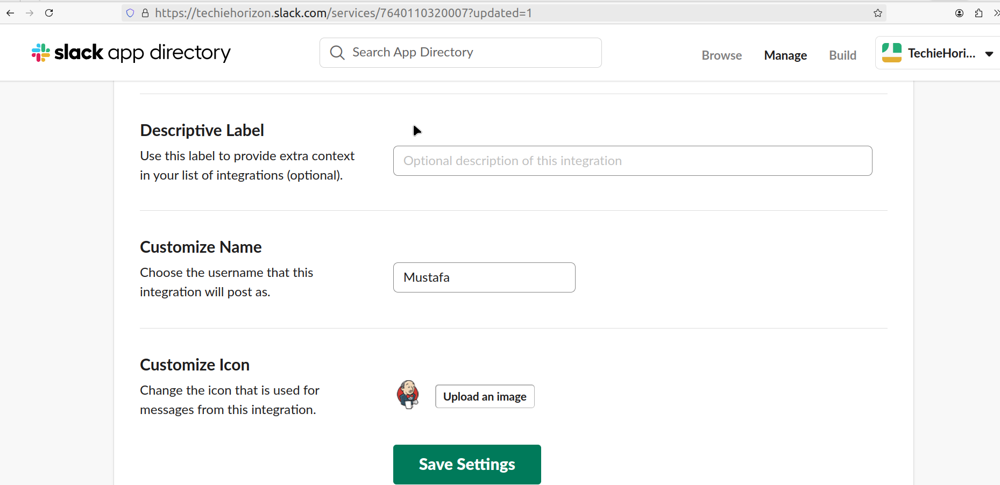 https://techiehorizon.slack.com/services/7640110320007?updated=1
slack app directory
Search App Directory
Browse
Manage
Build
TechieHori...
Descriptive Label
Use this label to provide extra context
in your list of integrations (optional).
Optional description of this integration
Customize Name
Choose the username that this
integration will post as.
Mustafa
Customize Icon
Change the icon that is used for
messages from this integration.
Upload an image
Save Settings